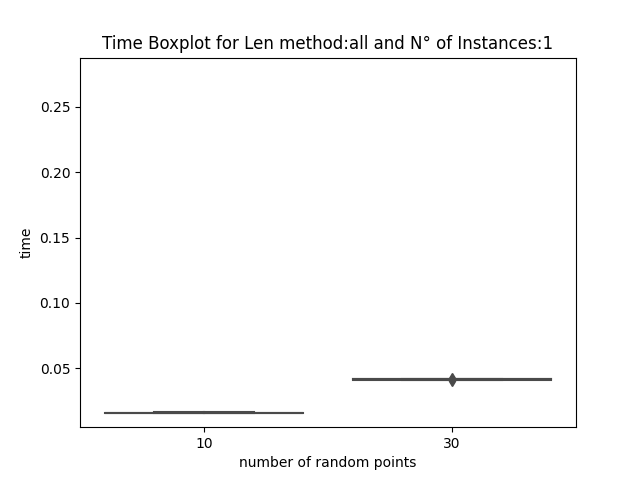 Time Boxplot for Len method:all and N° of Instances:1
0.25
0.20
0.15
0.10
0.05
time
10 30
number of random points